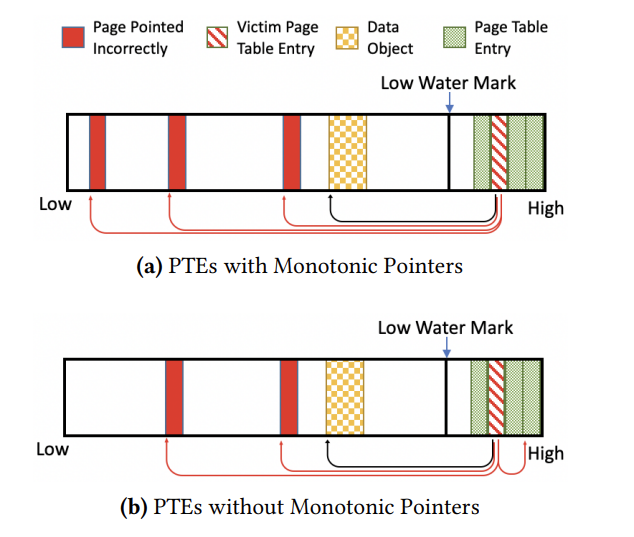 Page Pointed
Incorrectly
Victim Page
Table Entry
Data
Object
Page Table
Entry
Low Water Mark
Low
High
(a) PTEs with Monotonic Pointers
Low Water Mark
Low
High
(b) PTEs without Monotonic Pointers